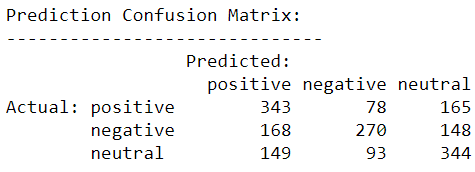 Prediction Confusion Matrix:
------------------------------
Predicted:
positive negative neutral
Actual: positive 343 78 165
negative 168 270 148
neutral 149 93 344